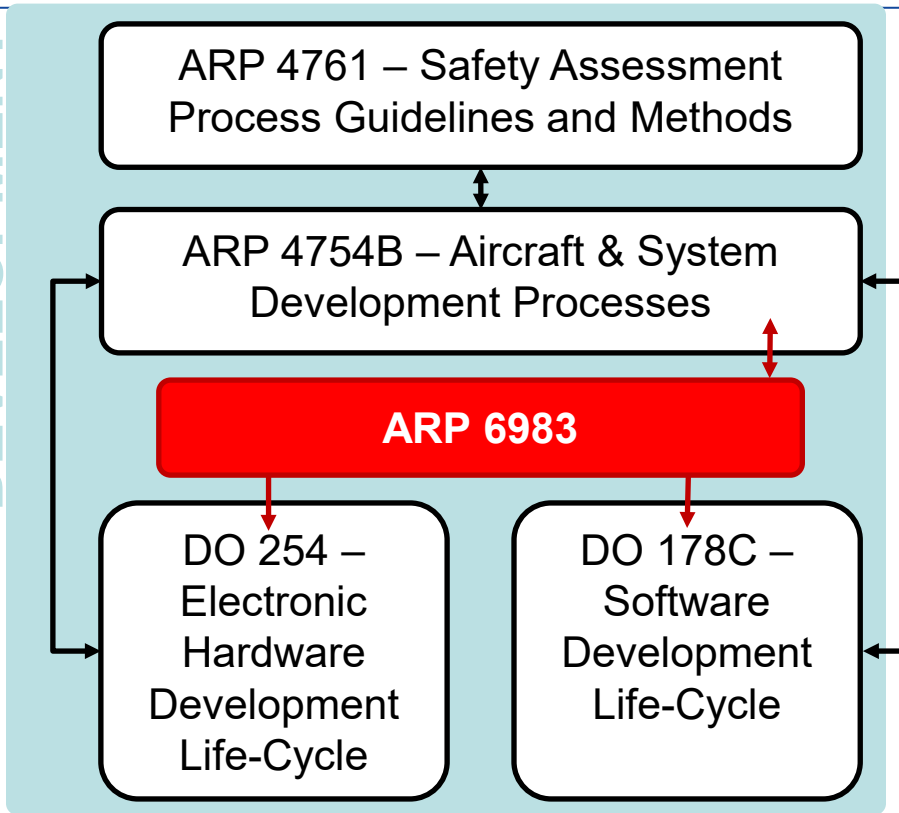 ARP 4761 – Safety Assessment
Process Guidelines and Methods
ARP 4754B – Aircraft & System
Development Processes
ARP 6983
DO 254 –
Electronic
Hardware
Development
Life-Cycle
DO 178C –
Software
Development
Life-Cycle